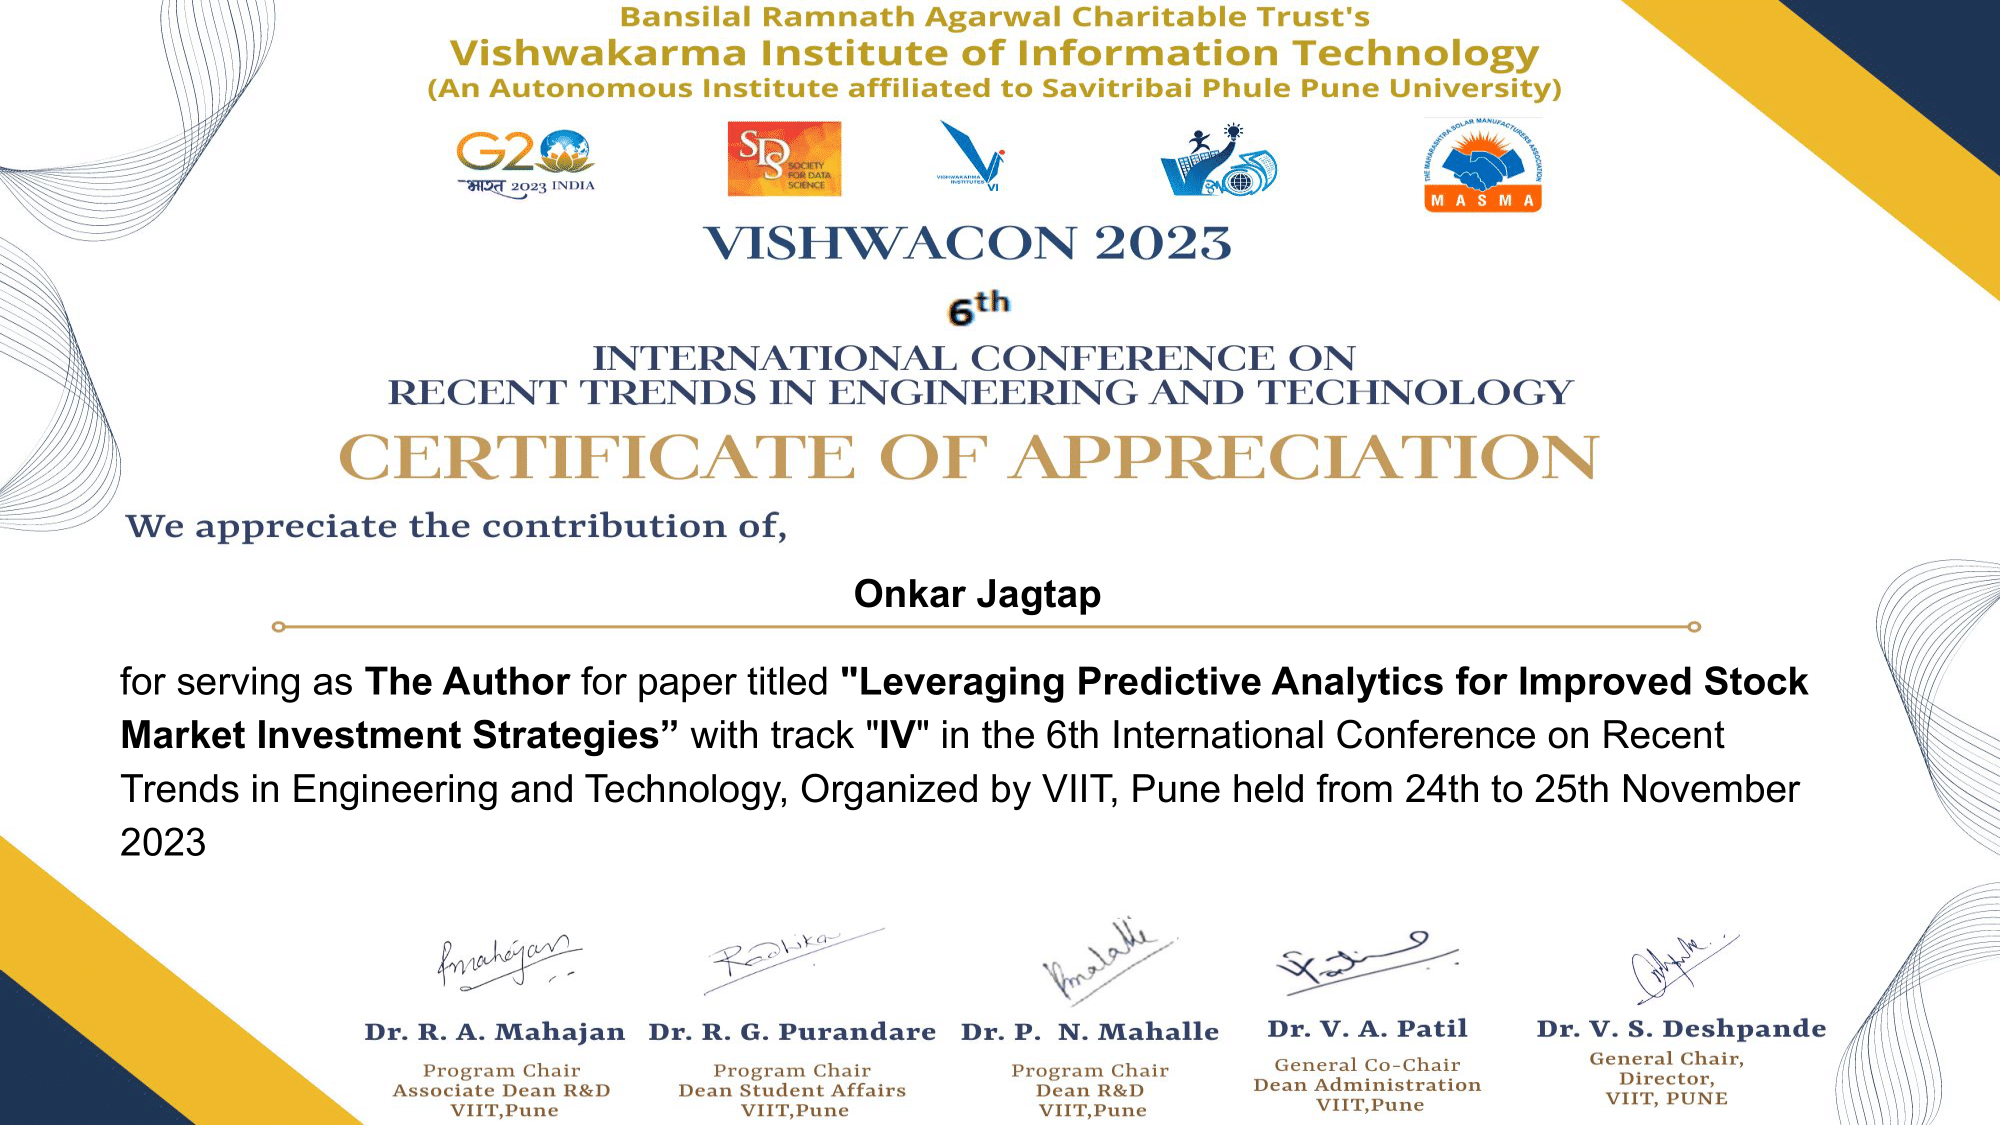 Bansilal Ramnath Agarwal Charitable Trust's
Vishwakarma Institute of Information Technology
(An Autonomous Institute affiliated to Savitribai Phule Pune University)
G20
भारत 2023 INDIA
SDS
SOCIETY
FOR DATA
SCIENCE
VISHWAKARMA
INSTITUTES
VI
THE MAHARASHTRA SOLAR MANUFACTURERS ASSOCIATION
MASMA
VISHWACON 2023
6th
INTERNATIONAL CONFERENCE ON
RECENT TRENDS IN ENGINEERING AND TECHNOLOGY
CERTIFICATE OF APPRECIATION
We appreciate the contribution of,
Onkar Jagtap
for serving as The Author for paper titled "Leveraging Predictive Analytics for Improved Stock
Market Investment Strategies” with track "IV" in the 6th International Conference on Recent
Trends in Engineering and Technology, Organized by VIIT, Pune held from 24th to 25th November
2023
Rmahajan
Radhika
Pmalalle
Dr. R. A. Mahajan Dr. R. G. Purandare Dr. P. N. Mahalle Dr. V. A. Patil Dr. V. S. Deshpande
Program Chair
Associate Dean R&D
VIIT,Pune
Program Chair
Dean Student Affairs
VIIT,Pune
Program Chair
Dean R&D
VIIT,Pune
General Co-Chair
Dean Administration
VIIT,Pune
General Chair,
Director,
VIIT, PUNE